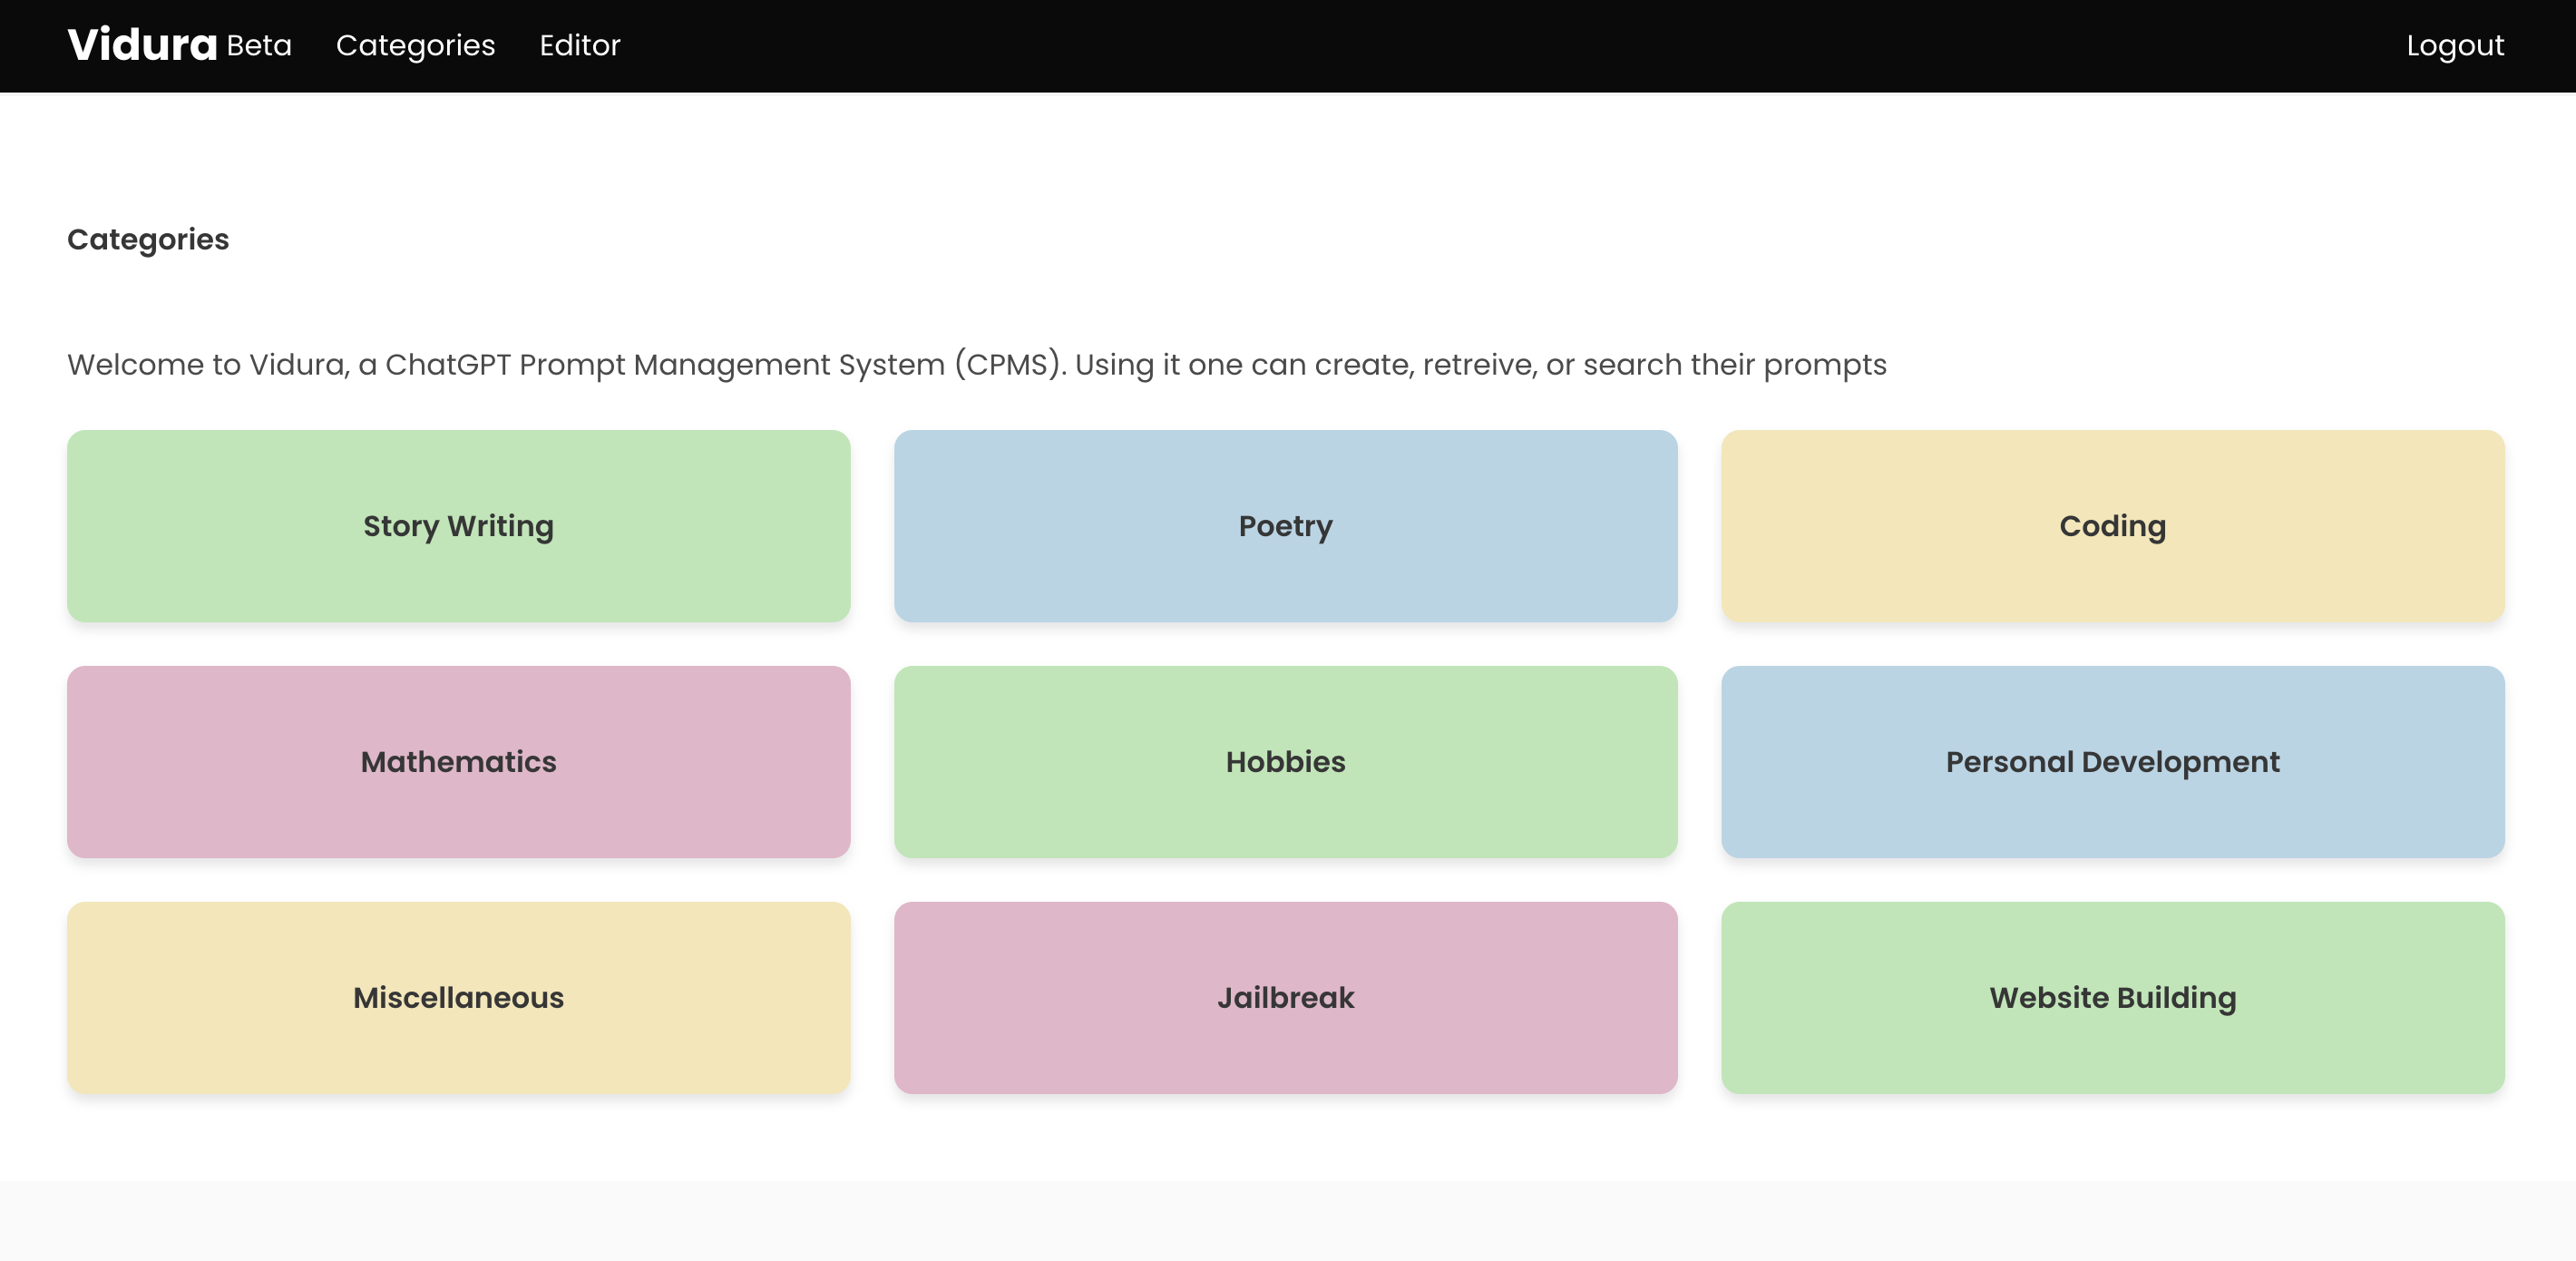 Vidura Beta Categories Editor Logout
Categories
Welcome to Vidura, a ChatGPT Prompt Management System (CPMS). Using it one can create, retreive, or search their prompts
Story Writing Poetry Coding
Mathematics Hobbies Personal Development
Miscellaneous Jailbreak Website Building